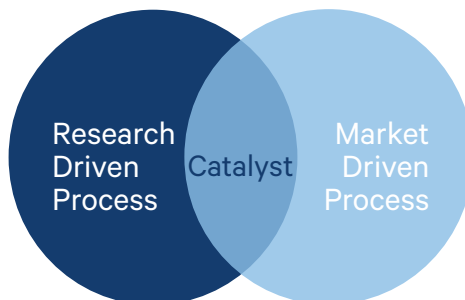 Research
Driven
Process
Catalyst
Market
Driven
Process